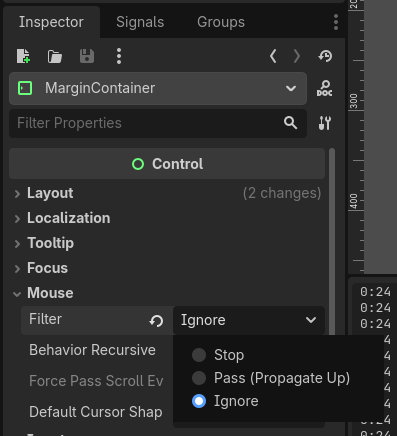 Inspector Signals Groups
MarginContainer
DOC
Filter Properties
Control
Layout (2 changes)
Localization
Tooltip
Focus
Mouse
Filter Ignore
Behavior Recursive
Stop
Pass (Propagate Up)
Force Pass Scroll Ev
Ignore
Default Cursor Shap
300
400
0:24
0:24
0:24
4
4
4
4
4
0:24